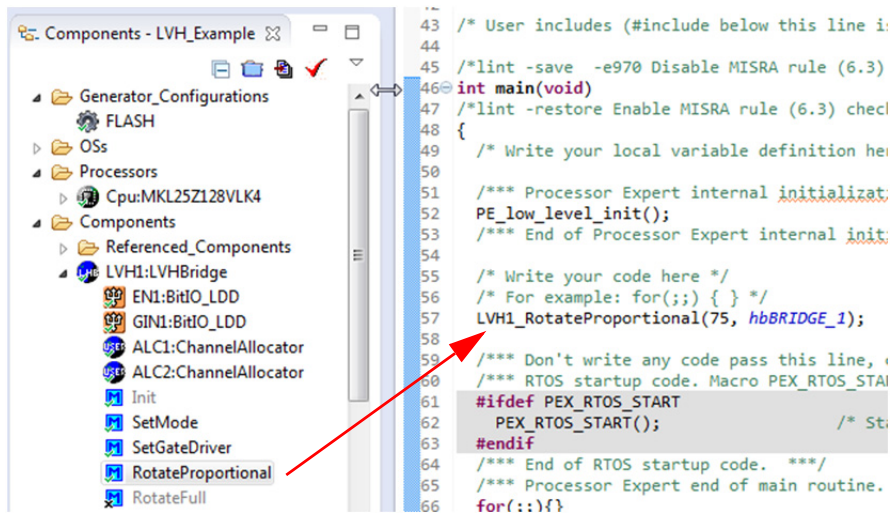 Components - LVH_Example
Generator_Configurations
FLASH
OSs
Processors
Cpu:MKL25Z128VLK4
Components
Referenced_Components
LVH1:LVHBridge
EN1:BitIO_LDD
GIN1:BitIO_LDD
ALC1:ChannelAllocator
ALC2:ChannelAllocator
Init
SetMode
SetGateDriver
RotateProportional
RotateFull
43 /* User includes (#include below this line is
44
45 /*lint -save  -e970 Disable MISRA rule (6.3)
46 int main(void)
47 /*lint -restore Enable MISRA rule (6.3) chec
48 {
49   /* Write your local variable definition her
50
51   /*** Processor Expert internal initializati
52   PE_low_level_init();
53   /*** End of Processor Expert internal initi
54
55   /* Write your code here */
56   /* For example: for(;;) { } */
57   LVH1_RotateProportional(75, hbBRIDGE_1);
58
59   /*** Don't write any code pass this line,
60   /*** RTOS startup code. Macro PEX_RTOS_STAR
61   #ifdef PEX_RTOS_START
62     PEX_RTOS_START();                  /* Sta
63   #endif
64   /*** End of RTOS startup code.  ***/
65   /*** Processor Expert end of main routine.
66   for(;;){}